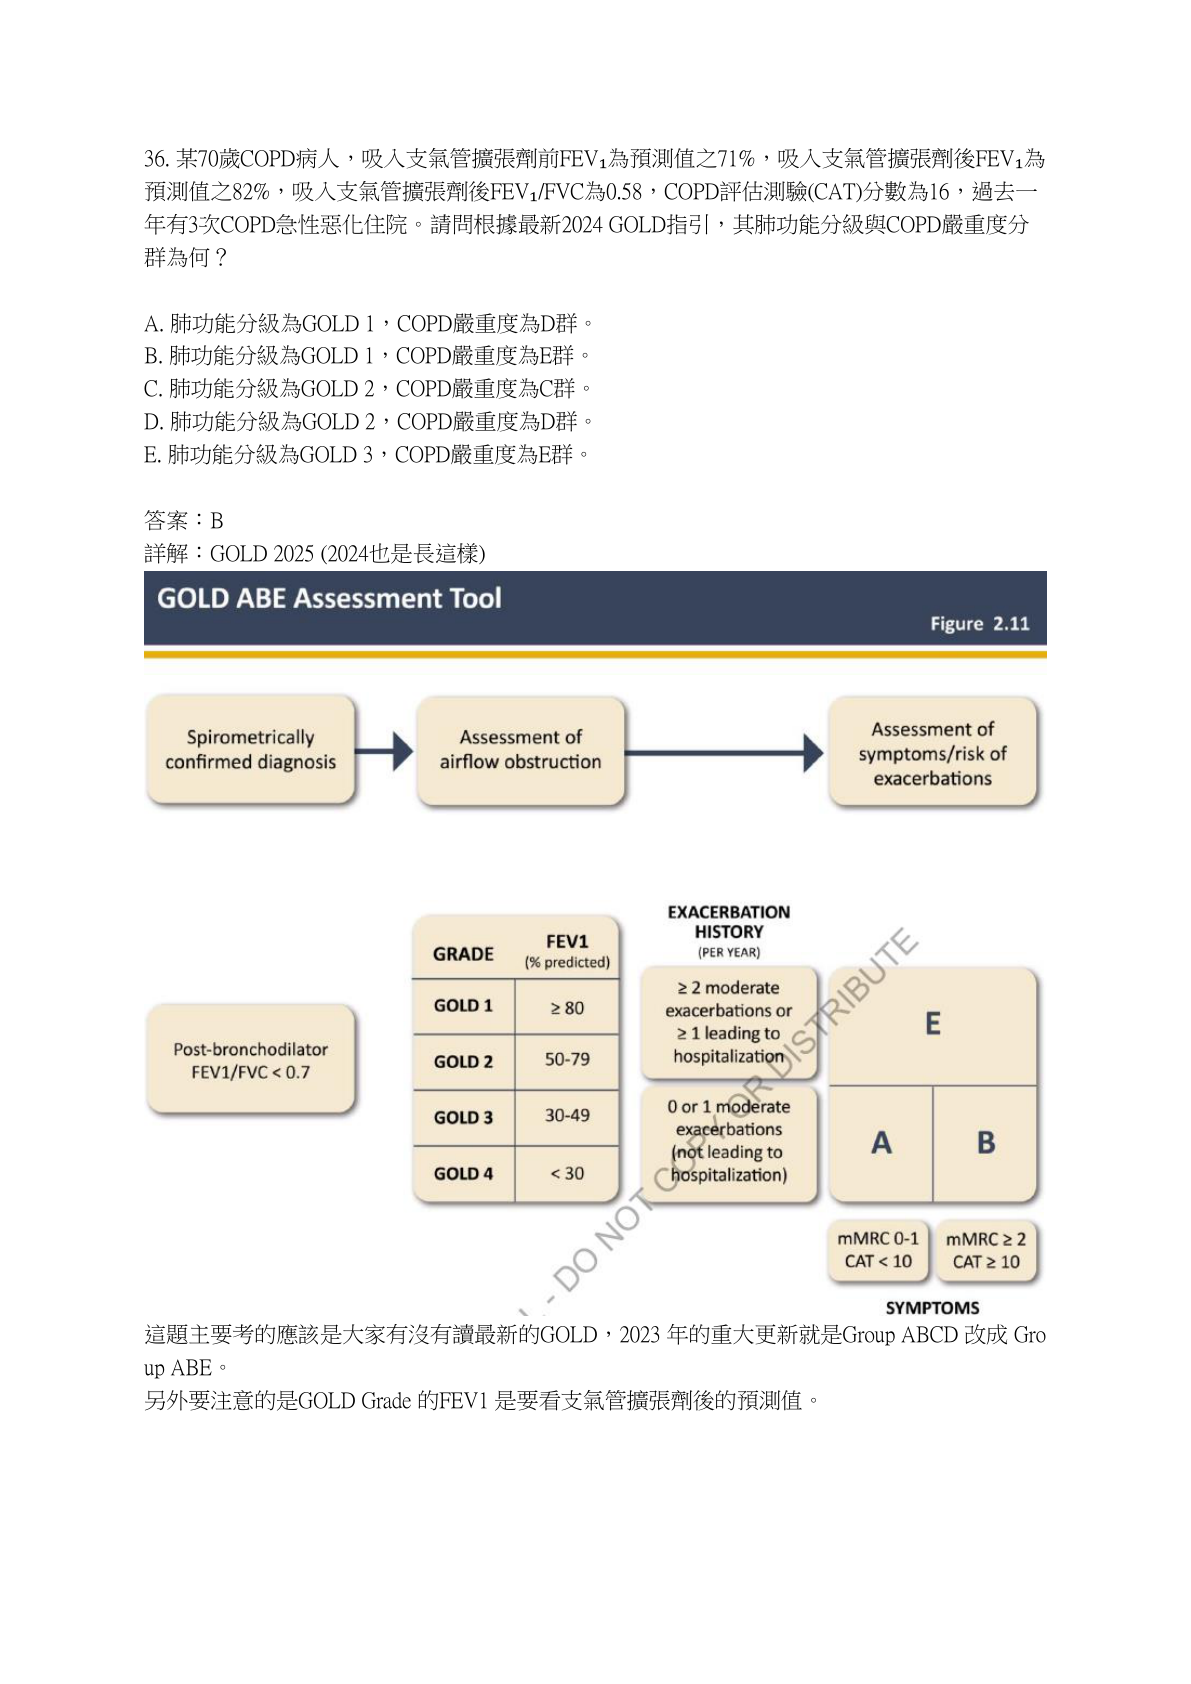 36. 某70歲COPD病人，吸入支氣管擴張劑前FEV₁為預測值之71%，吸入支氣管擴張劑後FEV₁為
預測值之82%，吸入支氣管擴張劑後FEV₁/FVC為0.58，COPD評估測驗(CAT)分數為16，過去一
年有3次COPD急性惡化住院。請問根據最新2024 GOLD指引，其肺功能分級與COPD嚴重度分
群為何？
A. 肺功能分級為GOLD 1，COPD嚴重度為D群。
B. 肺功能分級為GOLD 1，COPD嚴重度為E群。
C. 肺功能分級為GOLD 2，COPD嚴重度為C群。
D. 肺功能分級為GOLD 2，COPD嚴重度為D群。
E. 肺功能分級為GOLD 3，COPD嚴重度為E群。
答案：B
詳解：GOLD 2025 (2024也是長這樣)
GOLD ABE Assessment Tool
Figure 2.11
Spirometrically
confirmed diagnosis
Assessment of
airflow obstruction
Assessment of
symptoms/risk of
exacerbations
Post-bronchodilator
FEV1/FVC < 0.7
GRADE FEV1
(% predicted)
GOLD 1 ≥ 80
GOLD 2 50-79
GOLD 3 30-49
GOLD 4 < 30
EXACERBATION
HISTORY
(PER YEAR)
≥ 2 moderate
exacerbations or
≥ 1 leading to
hospitalization
0 or 1 moderate
exacerbations
(not leading to
hospitalization)
E
A B
mMRC 0-1
CAT < 10
mMRC ≥ 2
CAT ≥ 10
SYMPTOMS
- DO NOT COPY OR DISTRIBUTE
這題主要考的應該是大家有沒有讀最新的GOLD，2023 年的重大更新就是Group ABCD 改成 Gro
up ABE。
另外要注意的是GOLD Grade 的FEV1 是要看支氣管擴張劑後的預測值。